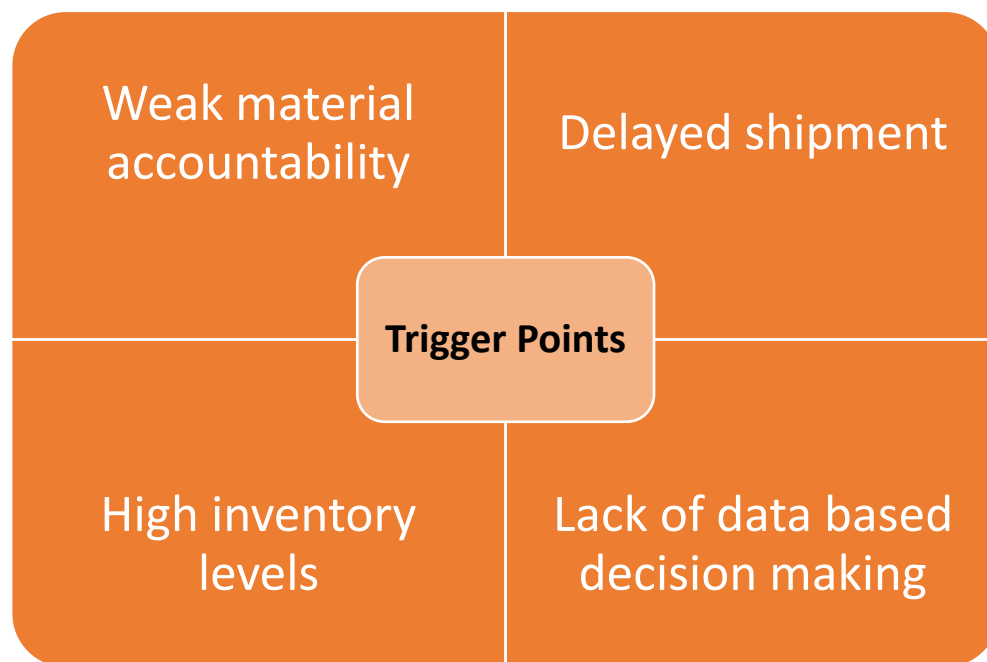 Weak material
accountability
Delayed shipment
Trigger Points
High inventory
levels
Lack of data based
decision making